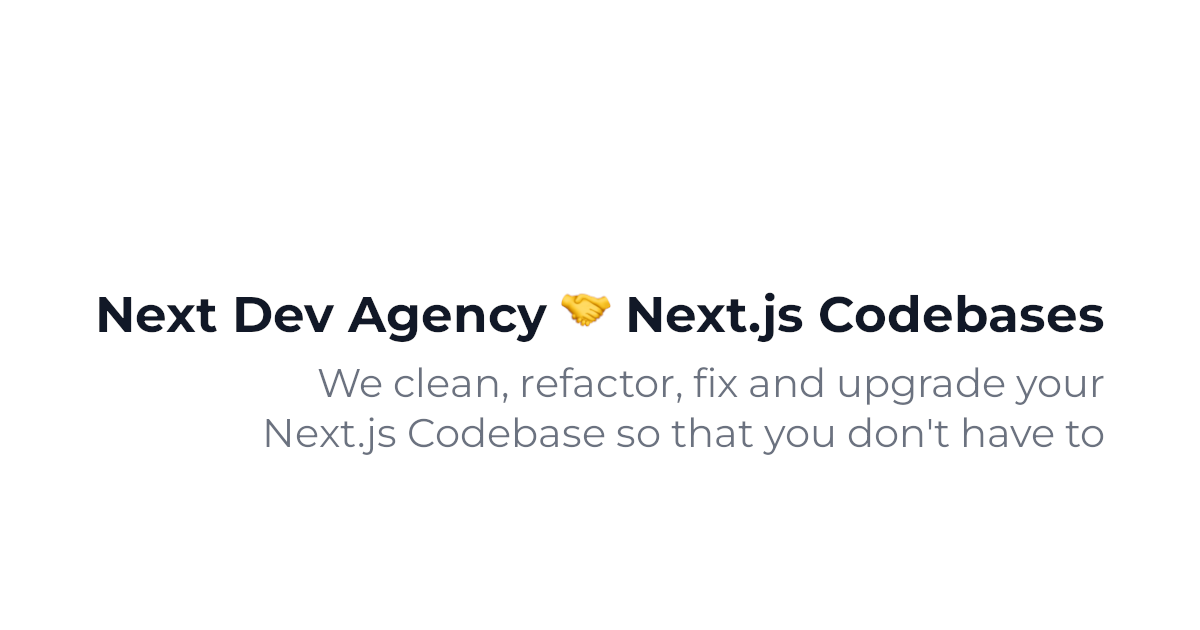 Next Dev Agency 🤝 Next.js Codebases
We clean, refactor, fix and upgrade your
Next.js Codebase so that you don't have to